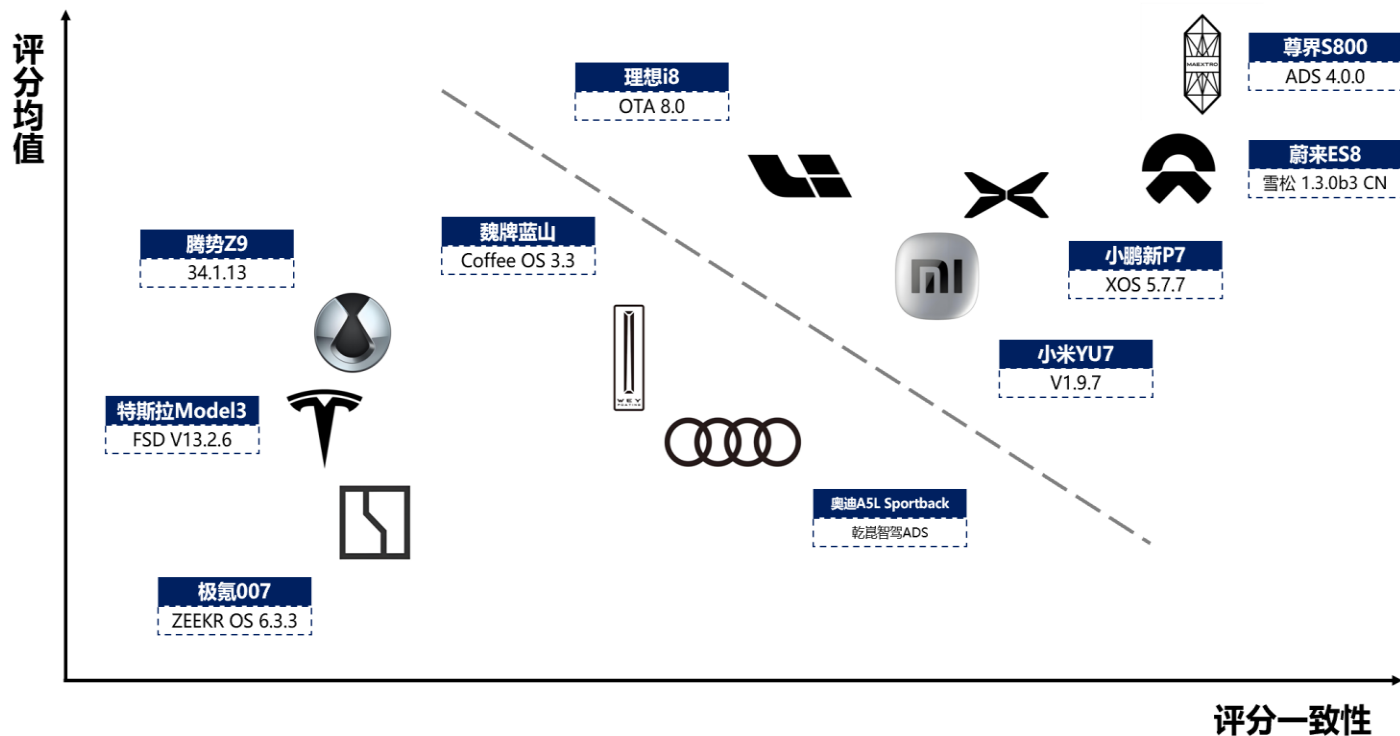 评分均值
尊界S800
ADS 4.0.0
MAEXTRO
理想i8
OTA 8.0
蔚来ES8
雪松 1.3.0b3 CN
魏牌蓝山
Coffee OS 3.3
腾势Z9
34.1.13
小鹏新P7
XOS 5.7.7
mi
小米YU7
V1.9.7
WEY
特斯拉Model3
FSD V13.2.6
奥迪A5L Sportback
乾崑智驾ADS
极氪007
ZEEKR OS 6.3.3
评分一致性